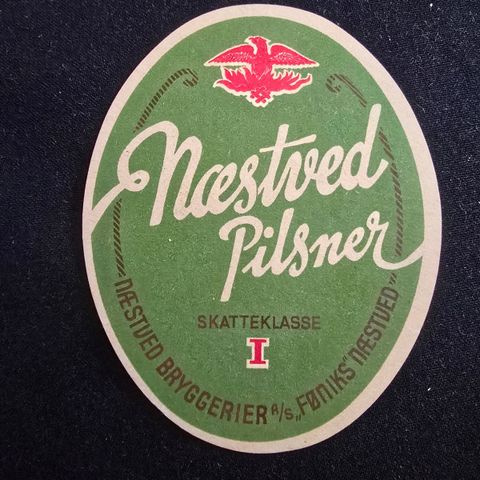 Næstved
Pilsner
SKATTEKLASSE
I
NÆSTVED BRYGGERIER A/S „FØNIKS“ NÆSTVED